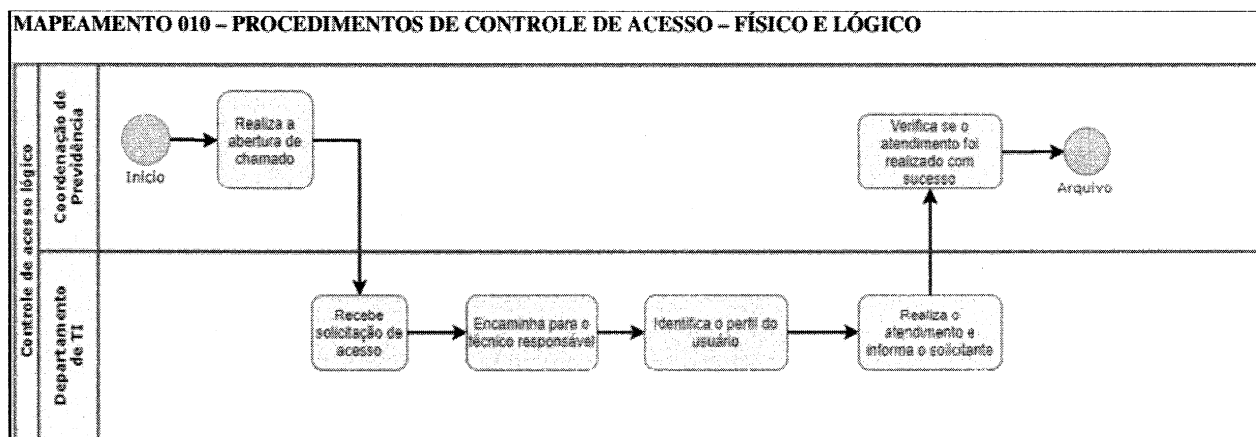 MAPEAMENTO 010 – PROCEDIMENTOS DE CONTROLE DE ACESSO – FÍSICO E LÓGICO
Controle de acesso lógico
Coordenação de
Previdência
Início
Realiza a
abertura de
chamado
Verifica se o
atendimento foi
realizado com
sucesso
Arquivo
Departamento
de TI
Recebe
solicitação de
acesso
Encaminha para o
técnico responsável
Identifica o perfil do
usuário
Realiza o
atendimento e
informa o solicitante